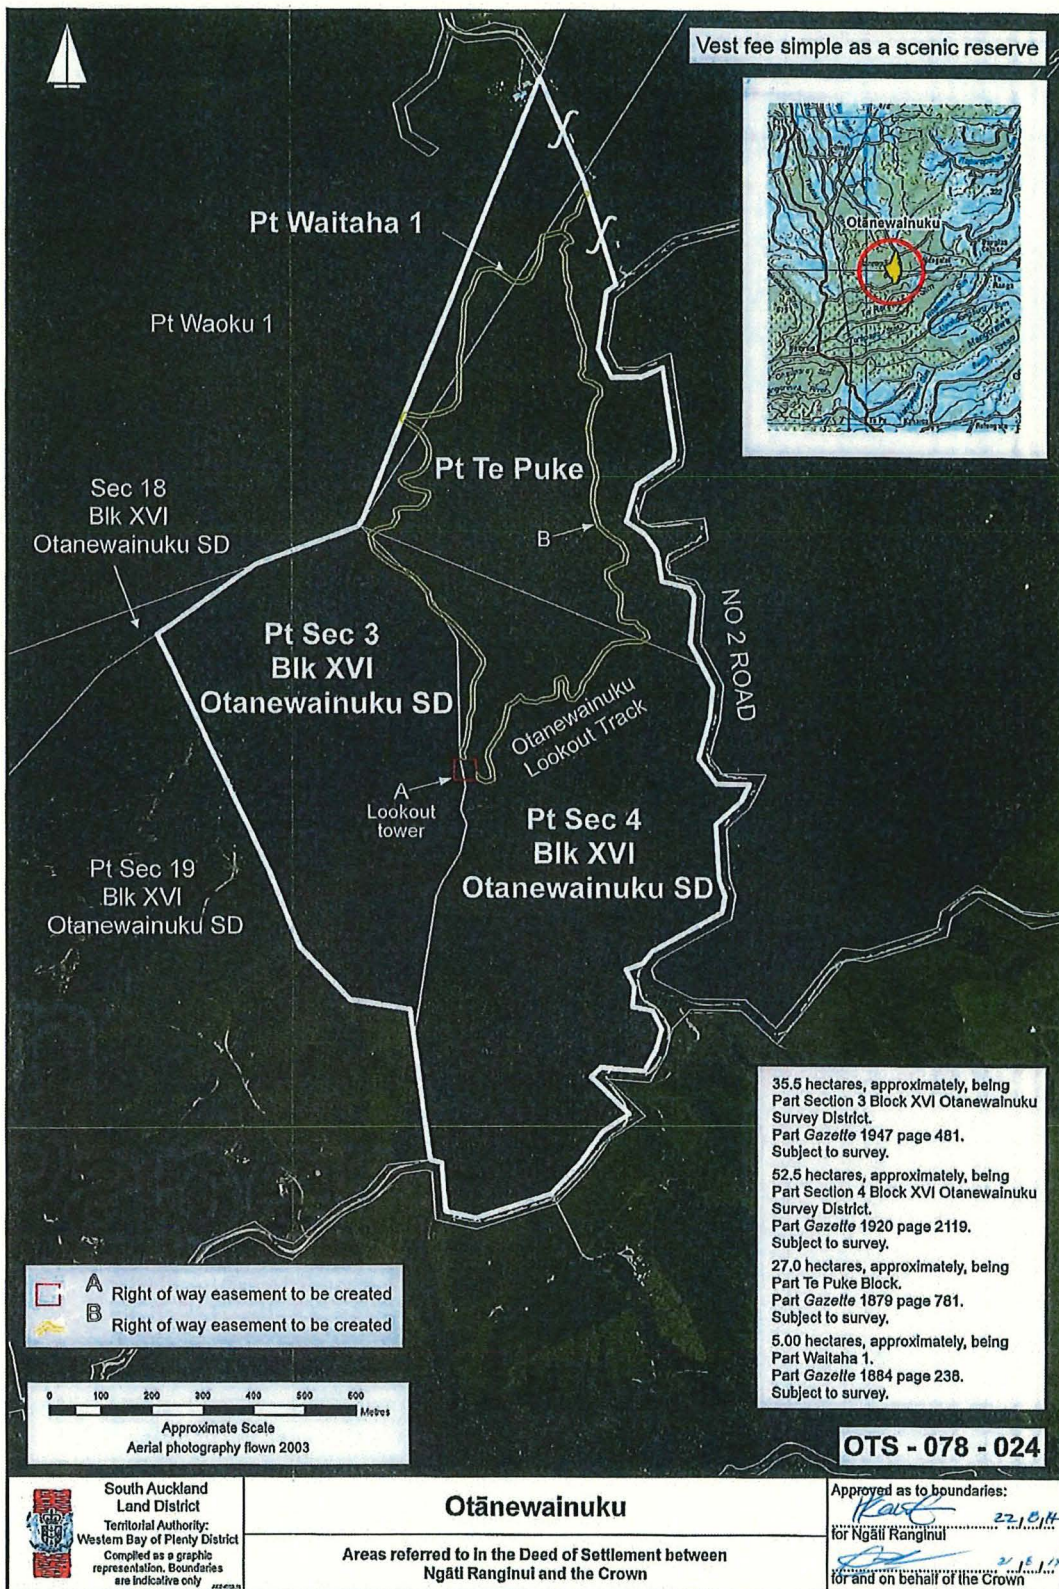 Vest fee simple as a scenic reserve
Otānewainuku
Pt Waitaha 1
Pt Waoku 1
Pt Te Puke
Sec 18
Blk XVI
Otanewainuku SD
B
NO 2 ROAD
Pt Sec 3
Blk XVI
Otanewainuku SD
Otanewainuku
Lookout Track
A
Lookout
tower
Pt Sec 4
Blk XVI
Otanewainuku SD
Pt Sec 19
Blk XVI
Otanewainuku SD
35.5 hectares, approximately, being
Part Section 3 Block XVI Otanewainuku
Survey District.
Part Gazette 1947 page 481.
Subject to survey.
52.5 hectares, approximately, being
Part Section 4 Block XVI Otanewainuku
Survey District.
Part Gazette 1920 page 2119.
Subject to survey.
27.0 hectares, approximately, being
Part Te Puke Block.
Part Gazette 1879 page 781.
Subject to survey.
5.00 hectares, approximately, being
Part Waitaha 1.
Part Gazette 1884 page 238.
Subject to survey.
A Right of way easement to be created
B Right of way easement to be created
0 100 200 300 400 500 600
Metres
Approximate Scale
Aerial photography flown 2003
OTS - 078 - 024
South Auckland
Land District
Territorial Authority:
Western Bay of Plenty District
Compiled as a graphic
representation. Boundaries
are indicative only
Otānewainuku
Areas referred to in the Deed of Settlement between
Ngāti Ranginui and the Crown
Approved as to boundaries:
for Ngāti Ranginui
for and on behalf of the Crown